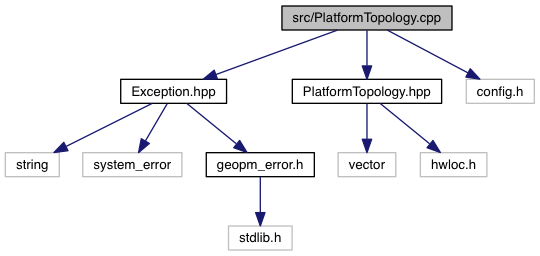 src/PlatformTopology.cpp
Exception.hpp
PlatformTopology.hpp
config.h
string
system_error
geopm_error.h
vector
hwloc.h
stdlib.h